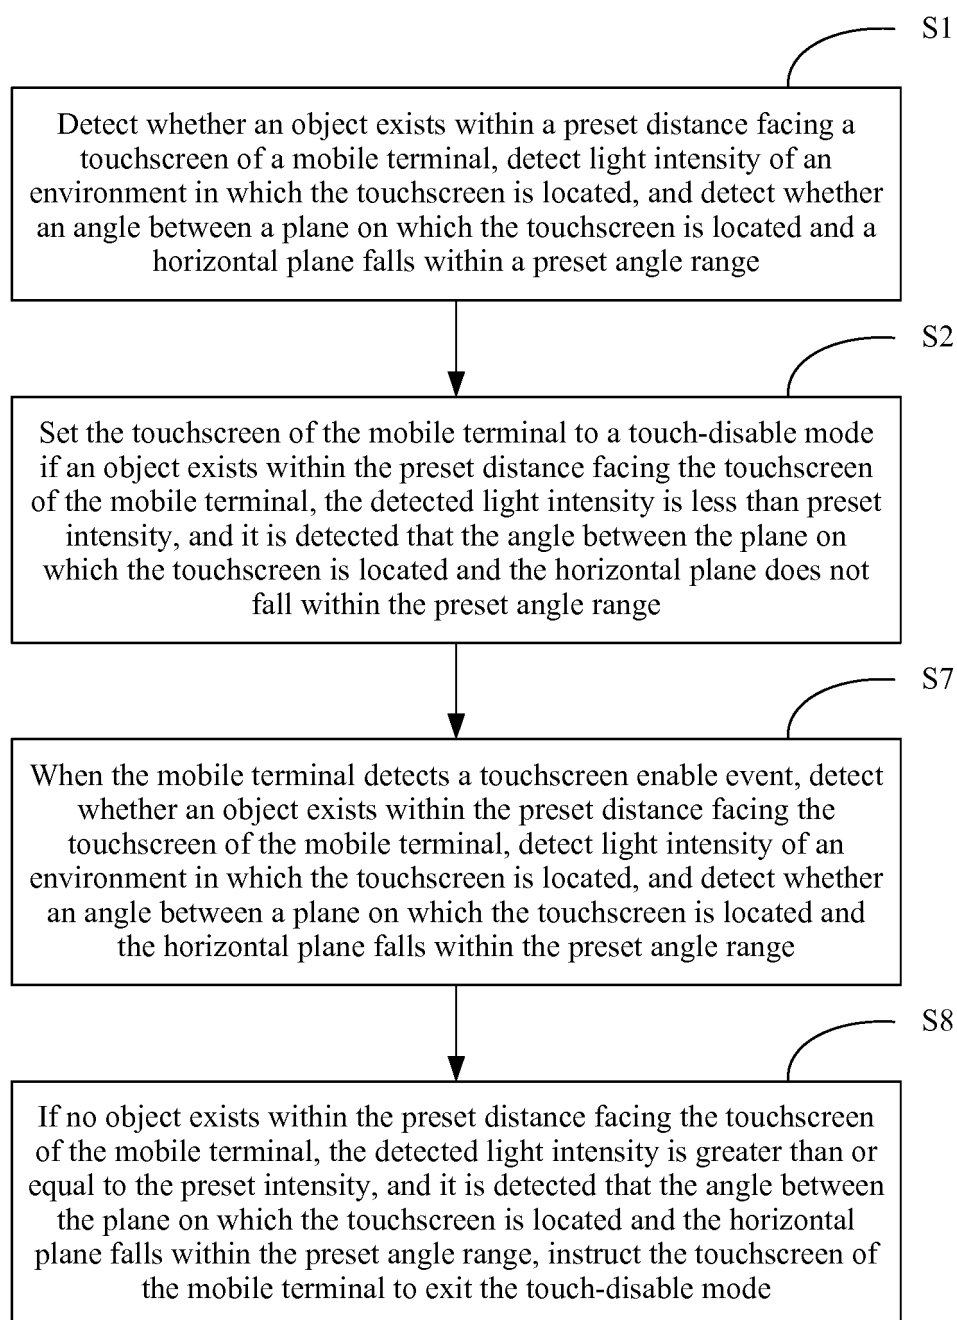 S1
Detect whether an object exists within a preset distance facing a
touchscreen of a mobile terminal, detect light intensity of an
environment in which the touchscreen is located, and detect whether
an angle between a plane on which the touchscreen is located and a
horizontal plane falls within a preset angle range
S2
Set the touchscreen of the mobile terminal to a touch-disable mode
if an object exists within the preset distance facing the touchscreen
of the mobile terminal, the detected light intensity is less than preset
intensity, and it is detected that the angle between the plane on
which the touchscreen is located and the horizontal plane does not
fall within the preset angle range
S7
When the mobile terminal detects a touchscreen enable event, detect
whether an object exists within the preset distance facing the
touchscreen of the mobile terminal, detect light intensity of an
environment in which the touchscreen is located, and detect whether
an angle between a plane on which the touchscreen is located and
the horizontal plane falls within the preset angle range
S8
If no object exists within the preset distance facing the touchscreen
of the mobile terminal, the detected light intensity is greater than or
equal to the preset intensity, and it is detected that the angle between
the plane on which the touchscreen is located and the horizontal
plane falls within the preset angle range, instruct the touchscreen of
the mobile terminal to exit the touch-disable mode